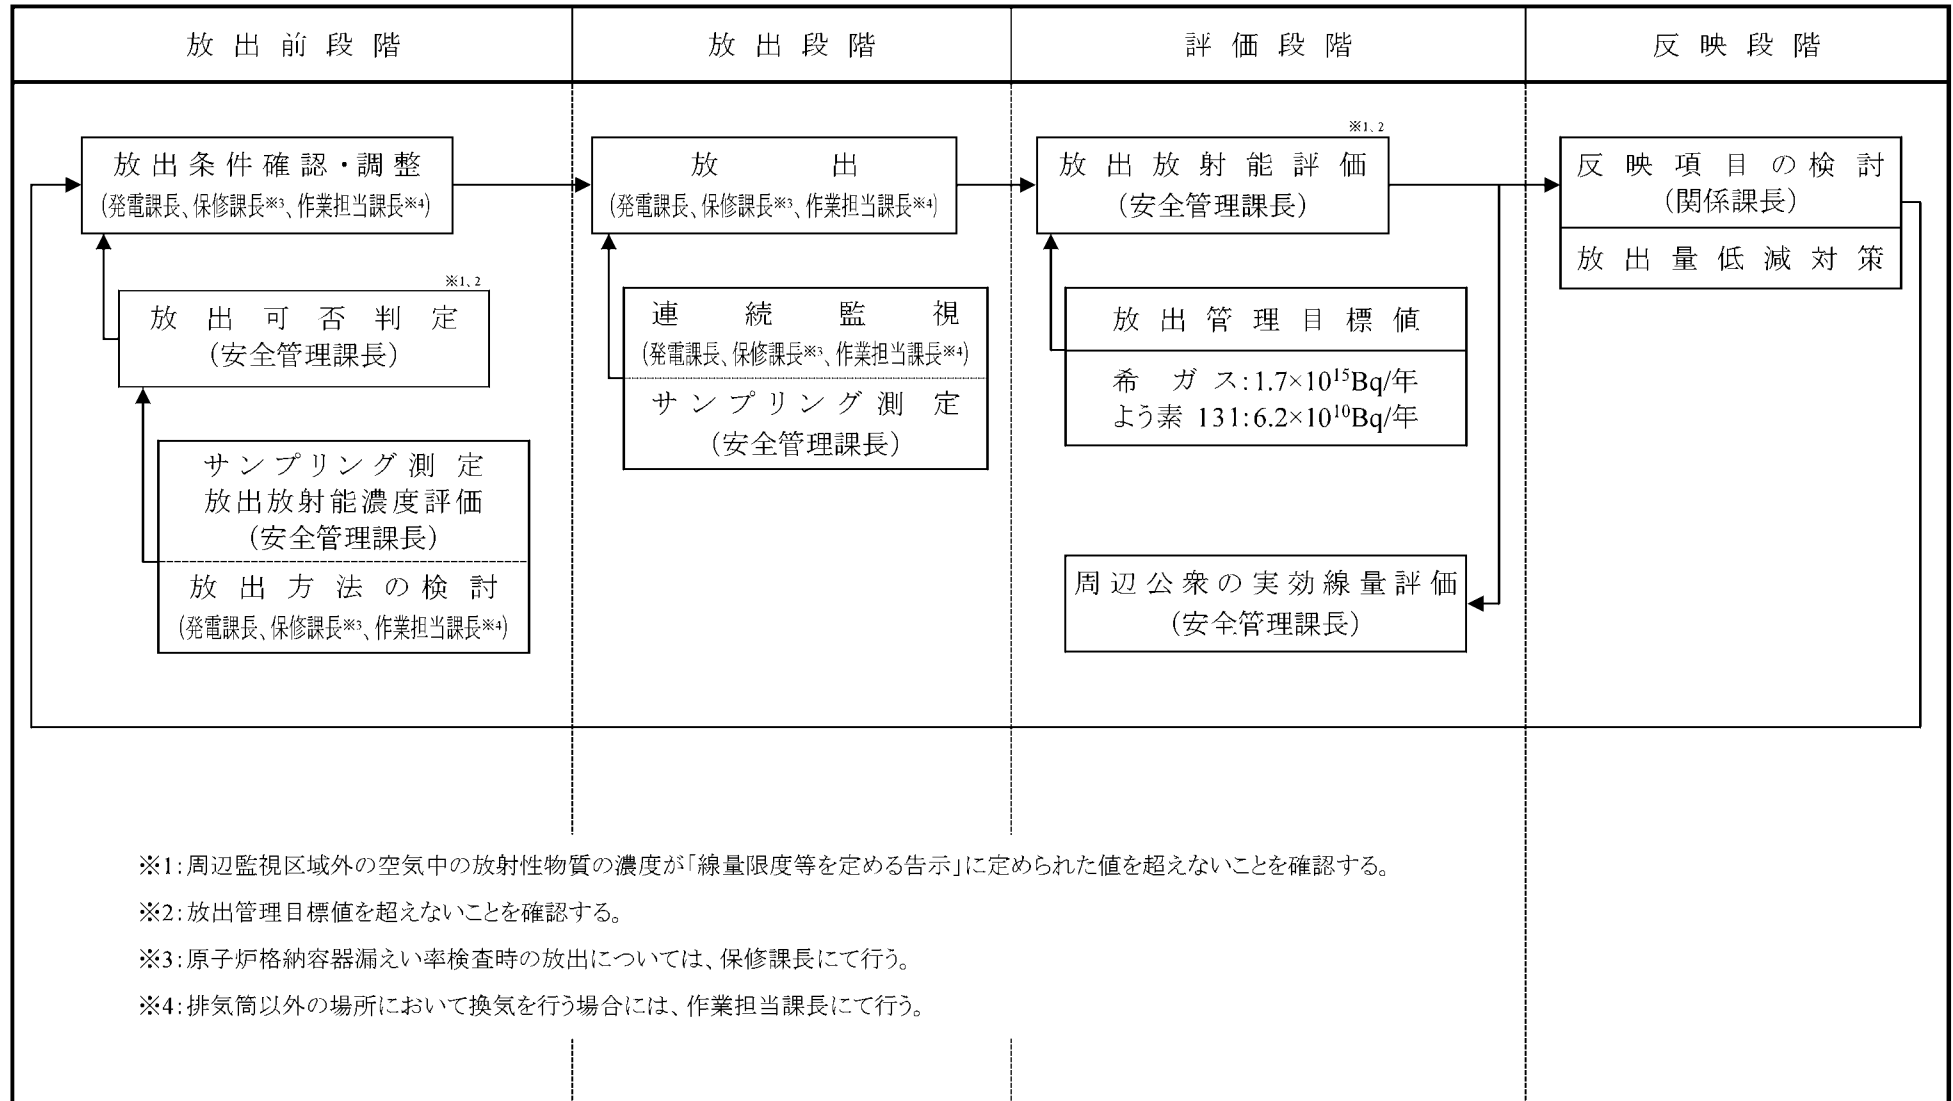 放出前段階
放出段階
評価段階
反映段階
放出条件確認・調整
(発電課長、保修課長※3、作業担当課長※4)
※1、2
放出可否判定
(安全管理課長)
サンプリング測定
放出放射能濃度評価
(安全管理課長)
放出方法の検討
(発電課長、保修課長※3、作業担当課長※4)
放出
(発電課長、保修課長※3、作業担当課長※4)
連続監視
(発電課長、保修課長※3、作業担当課長※4)
サンプリング測定
(安全管理課長)
※1、2
放出放射能評価
(安全管理課長)
放出管理目標値
希ガス:1.7×10¹⁵Bq/年
よう素 131:6.2×10¹⁰Bq/年
周辺公衆の実効線量評価
(安全管理課長)
反映項目の検討
(関係課長)
放出量低減対策
※1:周辺監視区域外の空気中の放射性物質の濃度が「線量限度等を定める告示」に定められた値を超えないことを確認する。
※2:放出管理目標値を超えないことを確認する。
※3:原子炉格納容器漏えい率検査時の放出については、保修課長にて行う。
※4:排気筒以外の場所において換気を行う場合には、作業担当課長にて行う。